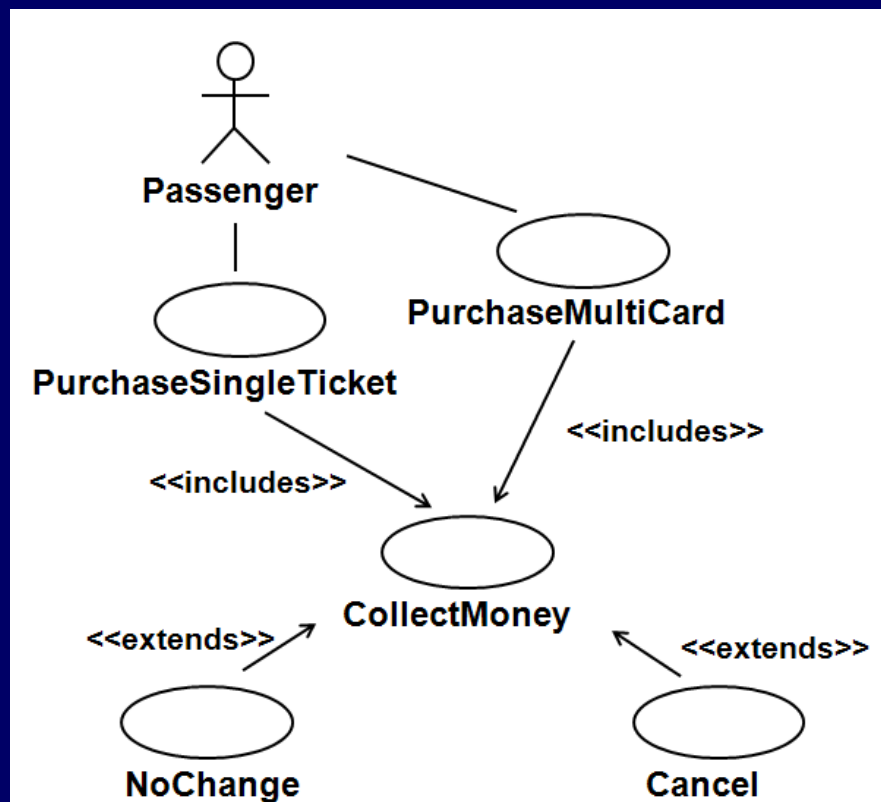 Passenger
PurchaseMultiCard
PurchaseSingleTicket
<<includes>>
<<includes>>
CollectMoney
<<extends>>
<<extends>>
NoChange
Cancel